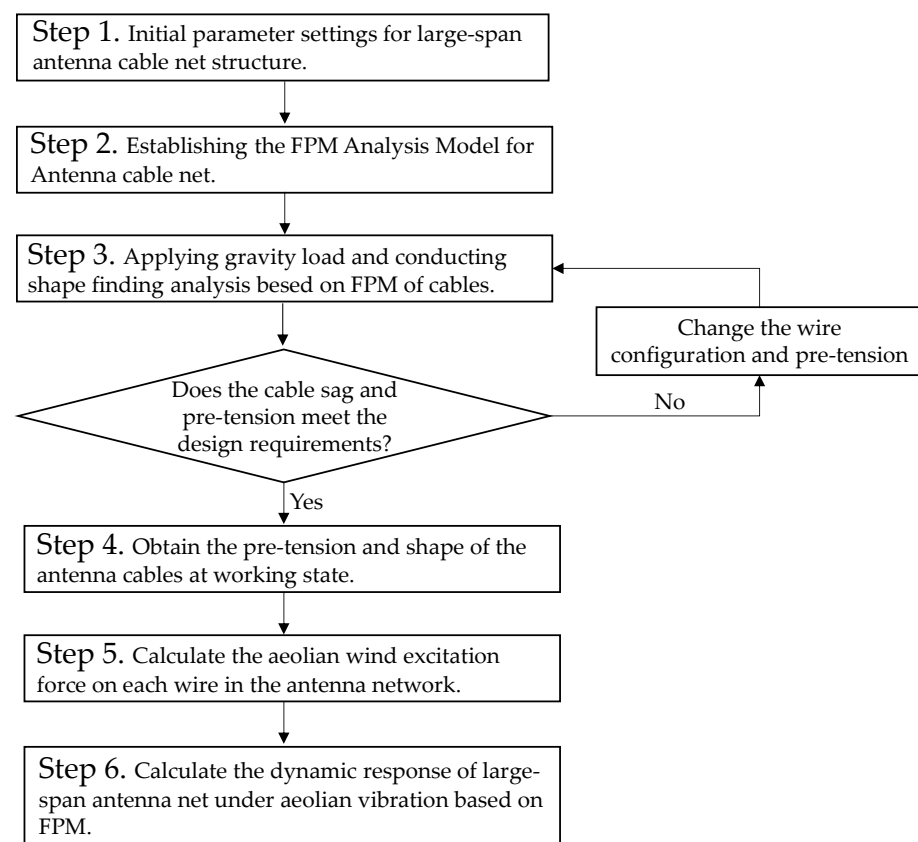 Step 1. Initial parameter settings for large-span
antenna cable net structure.
Step 2. Establishing the FPM Analysis Model for
Antenna cable net.
Step 3. Applying gravity load and conducting
shape finding analysis besed on FPM of cables.
Change the wire
configuration and pre-tension
Does the cable sag and
pre-tension meet the
design requirements?
No
Yes
Step 4. Obtain the pre-tension and shape of the
antenna cables at working state.
Step 5. Calculate the aeolian wind excitation
force on each wire in the antenna network.
Step 6. Calculate the dynamic response of large-
span antenna net under aeolian vibration based on
FPM.